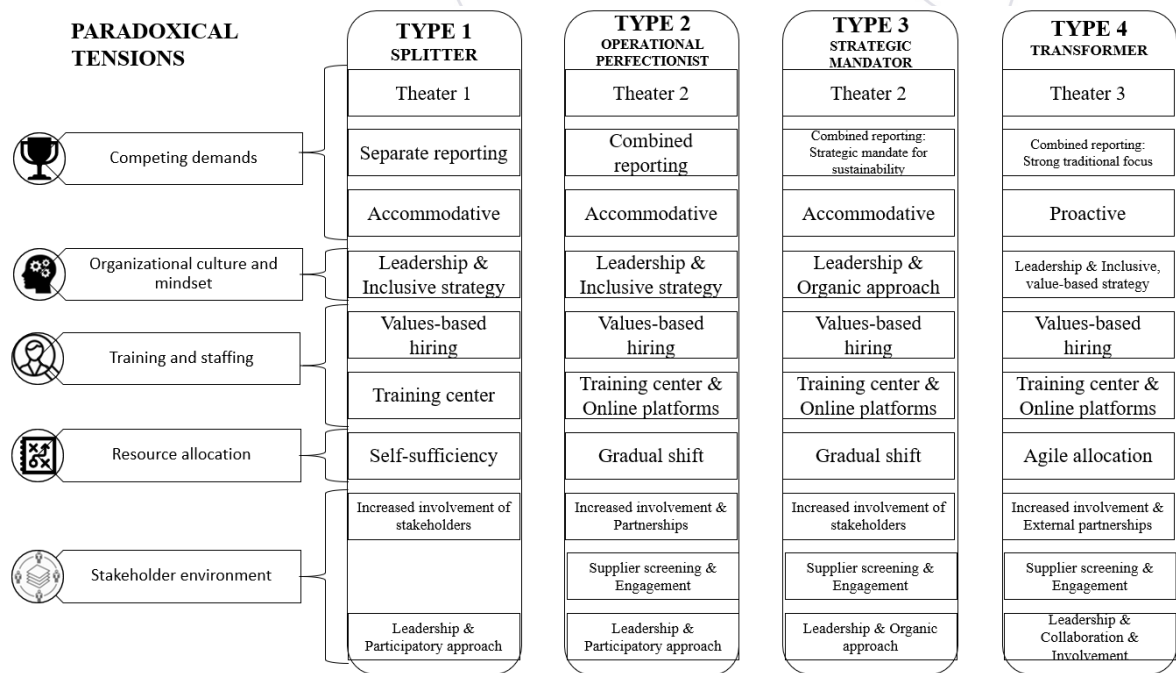 PARADOXICAL
TENSIONS
TYPE 1
SPLITTER
TYPE 2
OPERATIONAL
PERFECTIONIST
TYPE 3
STRATEGIC
MANDATOR
TYPE 4
TRANSFORMER
Theater 1
Theater 2
Theater 2
Theater 3
Competing demands
Separate reporting
Combined
reporting
Combined reporting:
Strategic mandate for
sustainability
Combined reporting:
Strong traditional focus
Accommodative
Accommodative
Accommodative
Proactive
Organizational culture and
mindset
Leadership &
Inclusive strategy
Leadership &
Inclusive strategy
Leadership &
Organic approach
Leadership & Inclusive,
value-based strategy
Training and staffing
Values-based
hiring
Values-based
hiring
Values-based
hiring
Values-based
hiring
Training center
Training center &
Online platforms
Training center &
Online platforms
Training center &
Online platforms
Resource allocation
Self-sufficiency
Gradual shift
Gradual shift
Agile allocation
Stakeholder environment
Increased involvement of
stakeholders
Increased involvement &
Partnerships
Increased involvement of
stakeholders
Increased involvement &
External partnerships
Supplier screening &
Engagement
Supplier screening &
Engagement
Supplier screening &
Engagement
Leadership &
Participatory approach
Leadership &
Participatory approach
Leadership & Organic
approach
Leadership &
Collaboration &
Involvement